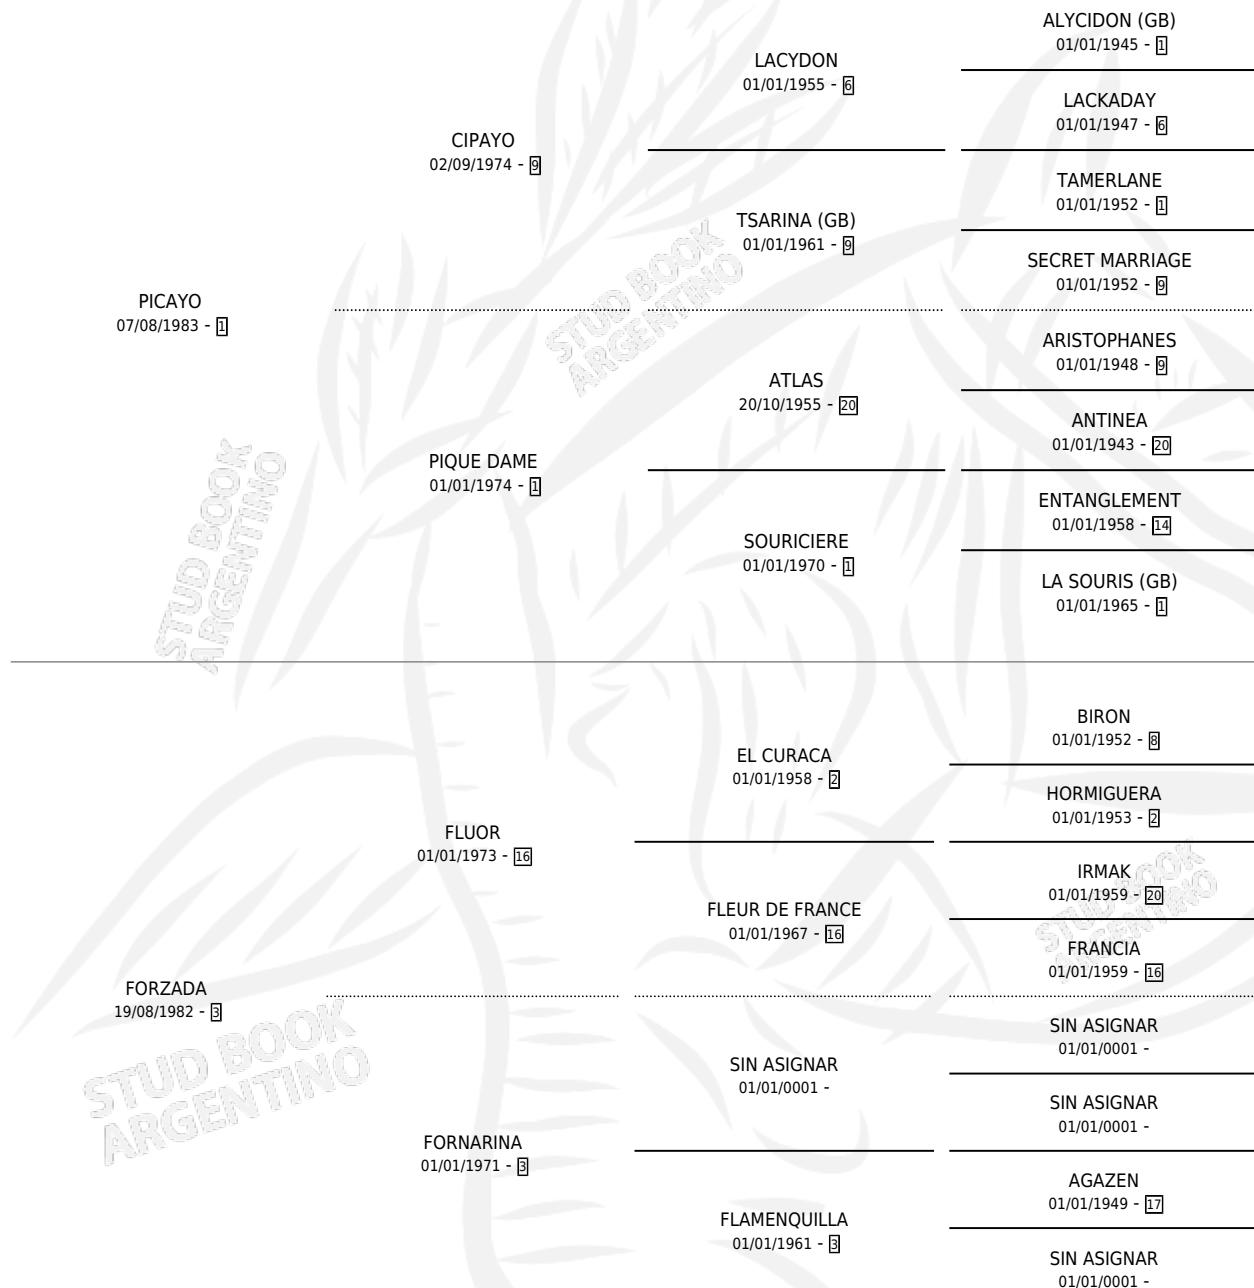 ALYCIDON (GB)
01/01/1945 - 1
LACYDON
01/01/1955 - 6
LACKADAY
01/01/1947 - 6
CIPAYO
02/09/1974 - 9
TAMERLANE
01/01/1952 - 1
TSARINA (GB)
01/01/1961 - 9
SECRET MARRIAGE
01/01/1952 - 9
PICAYO
07/08/1983 - 1
STUD BOOK
ARGENTINO
ARISTOPHANES
01/01/1948 - 9
ATLAS
20/10/1955 - 20
ANTINEA
01/01/1943 - 20
PIQUE DAME
01/01/1974 - 1
ENTANGLEMENT
01/01/1958 - 14
SOURICIERE
01/01/1970 - 1
LA SOURIS (GB)
01/01/1965 - 1
STUD BOOK
ARGENTINO
BIRON
01/01/1952 - 8
EL CURACA
01/01/1958 - 2
HORMIGUERA
01/01/1953 - 2
FLUOR
01/01/1973 - 16
IRMAK
01/01/1959 - 20
FLEUR DE FRANCE
01/01/1967 - 16
FRANCIA
01/01/1959 - 16
STUD BOOK
ARGENTINO
FORZADA
19/08/1982 - 3
SIN ASIGNAR
01/01/0001 -
SIN ASIGNAR
01/01/0001 -
SIN ASIGNAR
01/01/0001 -
STUD BOOK
ARGENTINO
FORNARINA
01/01/1971 - 3
AGAZEN
01/01/1949 - 17
FLAMENQUILLA
01/01/1961 - 3
SIN ASIGNAR
01/01/0001 -